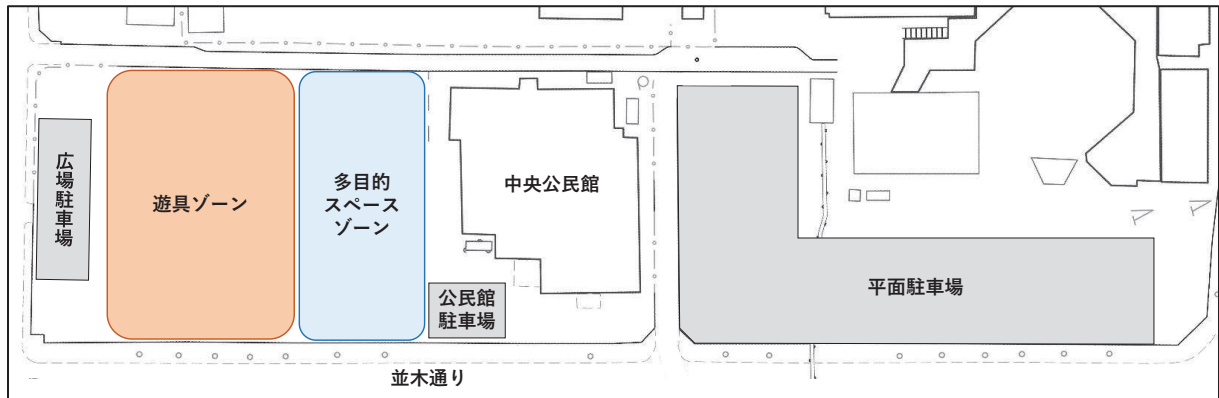 広場駐車場
遊具ゾーン
多目的
スペース
ゾーン
中央公民館
公民館
駐車場
平面駐車場
並木通り